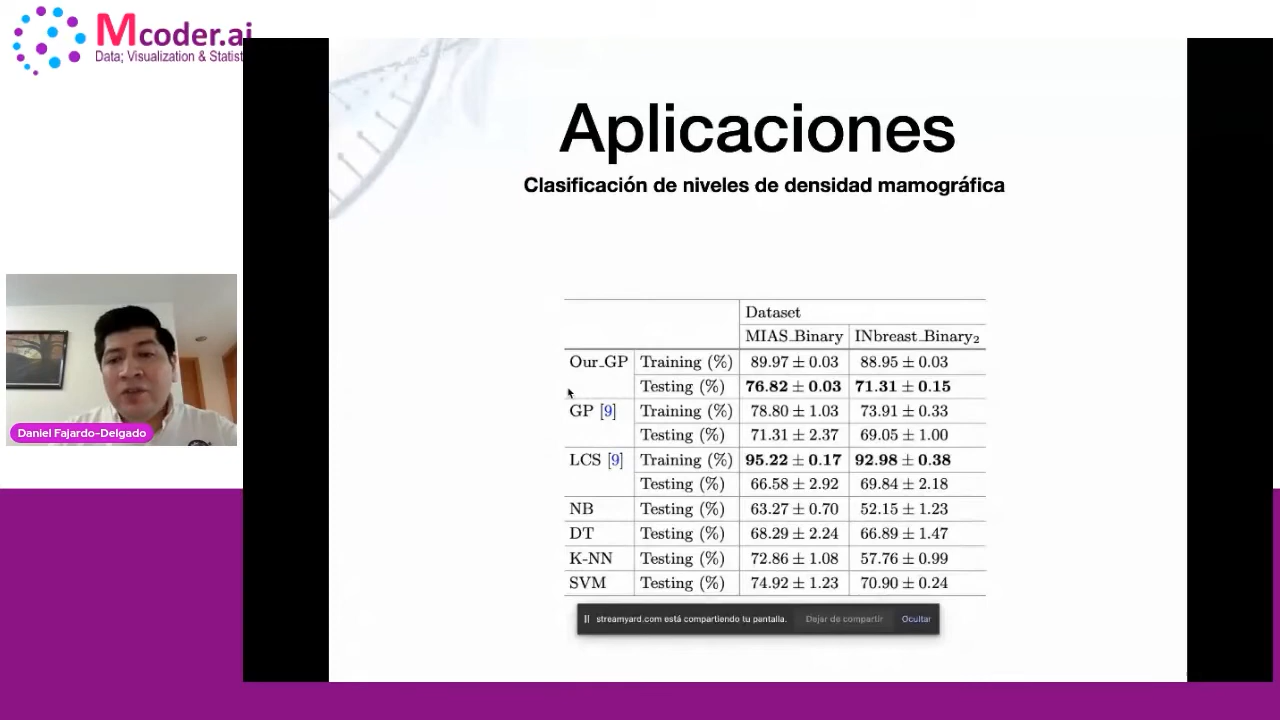 Mcoder.ai
Data; Visualization & Statist
Aplicaciones
Clasificación de niveles de densidad mamográfica
Dataset
MIAS_Binary INbreast_Binary₂
Our_GP Training (%) 89.97 ± 0.03 88.95 ± 0.03
Testing (%) 76.82 ± 0.03 71.31 ± 0.15
GP [9] Training (%) 78.80 ± 1.03 73.91 ± 0.33
Testing (%) 71.31 ± 2.37 69.05 ± 1.00
LCS [9] Training (%) 95.22 ± 0.17 92.98 ± 0.38
Testing (%) 66.58 ± 2.92 69.84 ± 2.18
NB Testing (%) 63.27 ± 0.70 52.15 ± 1.23
DT Testing (%) 68.29 ± 2.24 66.89 ± 1.47
K-NN Testing (%) 72.86 ± 1.08 57.76 ± 0.99
SVM Testing (%) 74.92 ± 1.23 70.90 ± 0.24
streamyard.com está compartiendo tu pantalla. Dejar de compartir Ocultar
Daniel Fajardo-Delgado